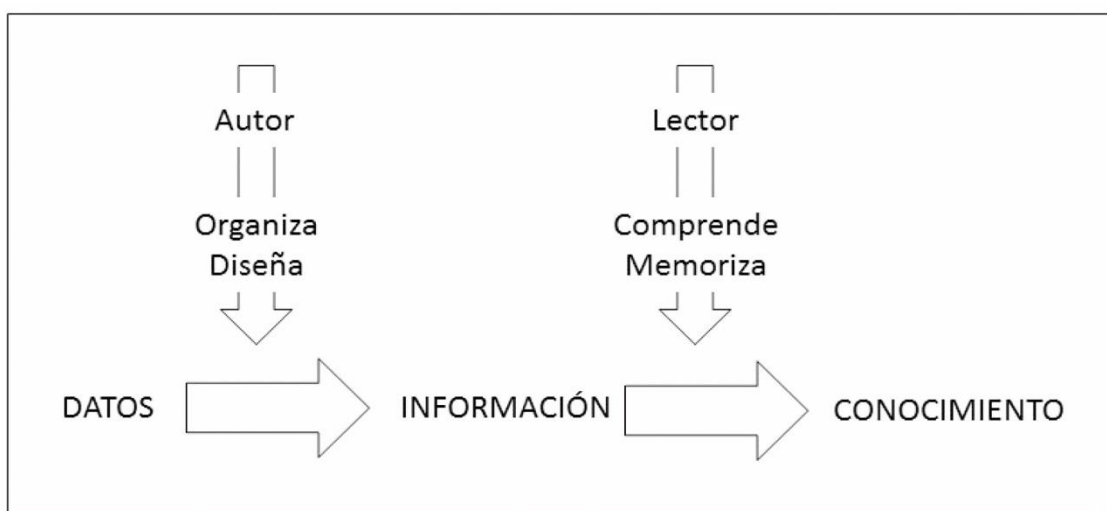 Autor
Lector
Organiza
Diseña
Comprende
Memoriza
DATOS
INFORMACIÓN
CONOCIMIENTO